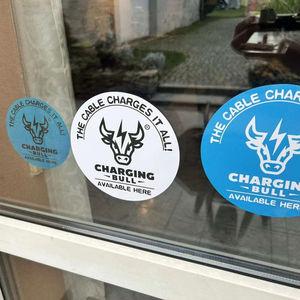 THE CABLE CHARGES IT ALL!
CHARGING
BULL
AVAILABLE HERE
THE CABLE CHARGES IT ALL!
®
CHARGING
BULL
AVAILABLE HERE
THE CABLE CHARGES
CHARGING
BULL
AVAILABLE HERE